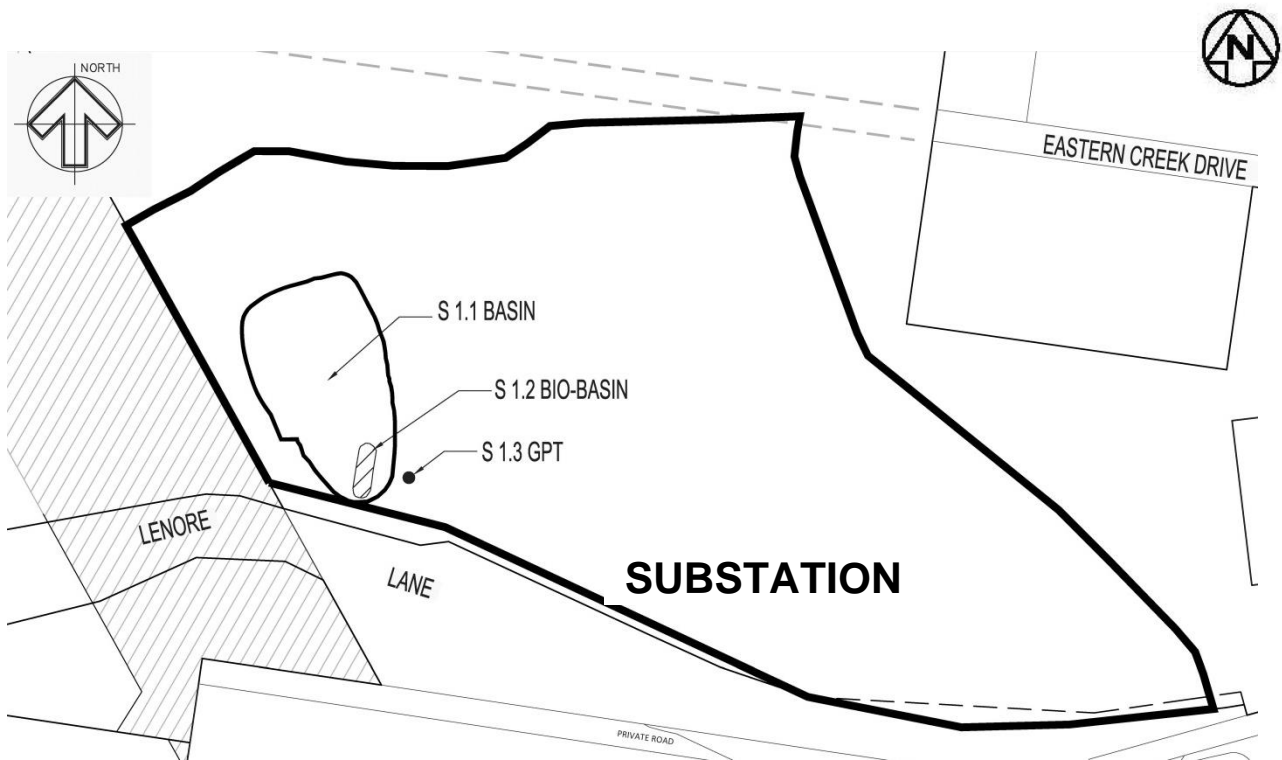 N
NORTH
EASTERN CREEK DRIVE
S 1.1 BASIN
S 1.2 BIO-BASIN
S 1.3 GPT
LENORE
LANE
SUBSTATION
PRIVATE ROAD